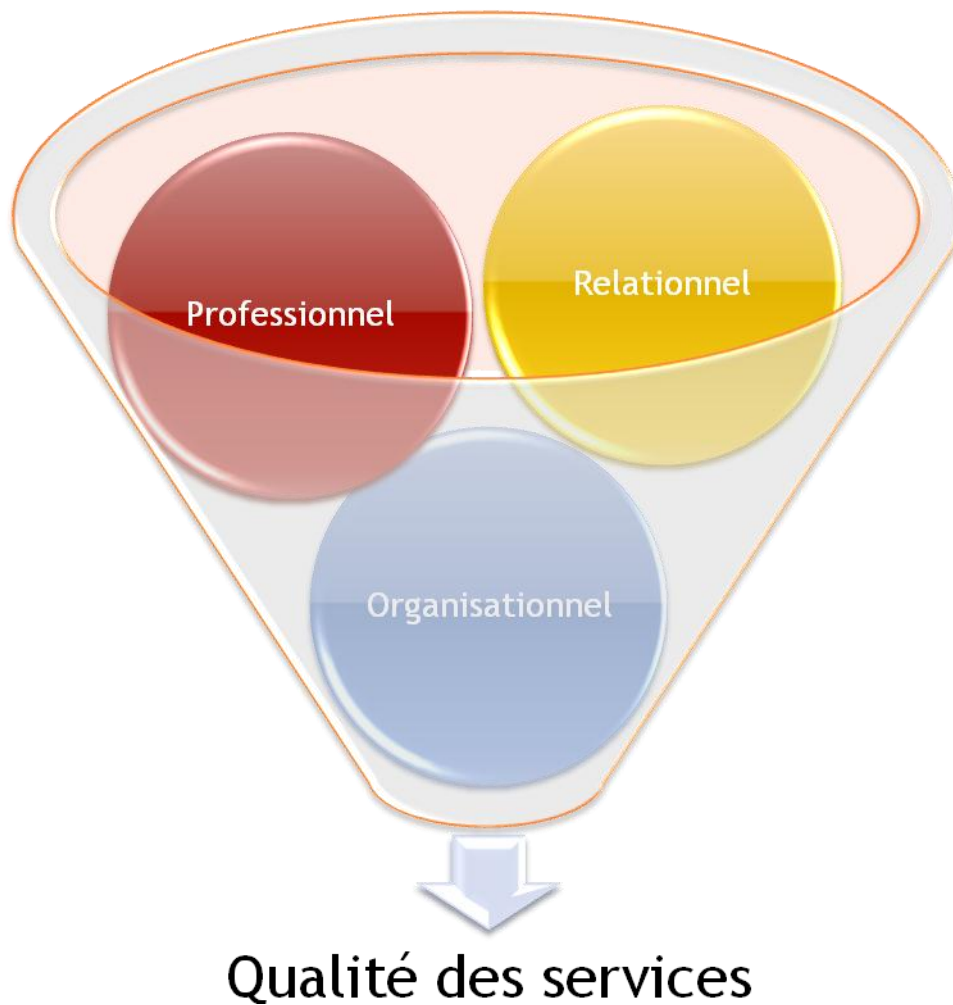 Professionnel
Relationnel
Organisationnel
Qualité des services